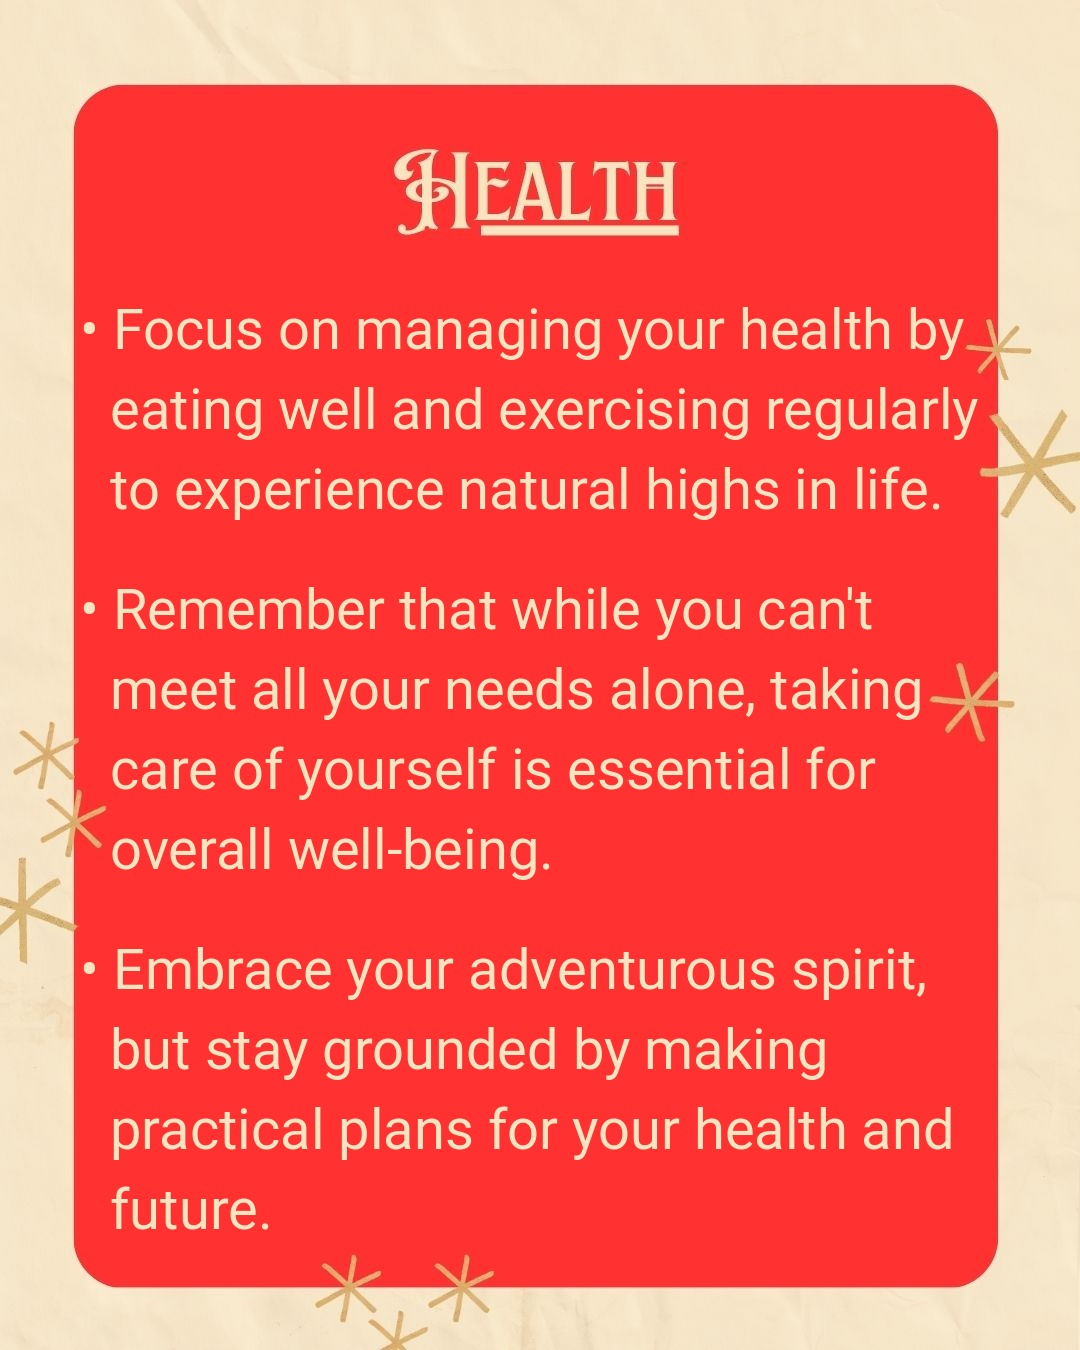 Health
• Focus on managing your health by
eating well and exercising regularly
to experience natural highs in life.
• Remember that while you can't
meet all your needs alone, taking
care of yourself is essential for
overall well-being.
• Embrace your adventurous spirit,
but stay grounded by making
practical plans for your health and
future.